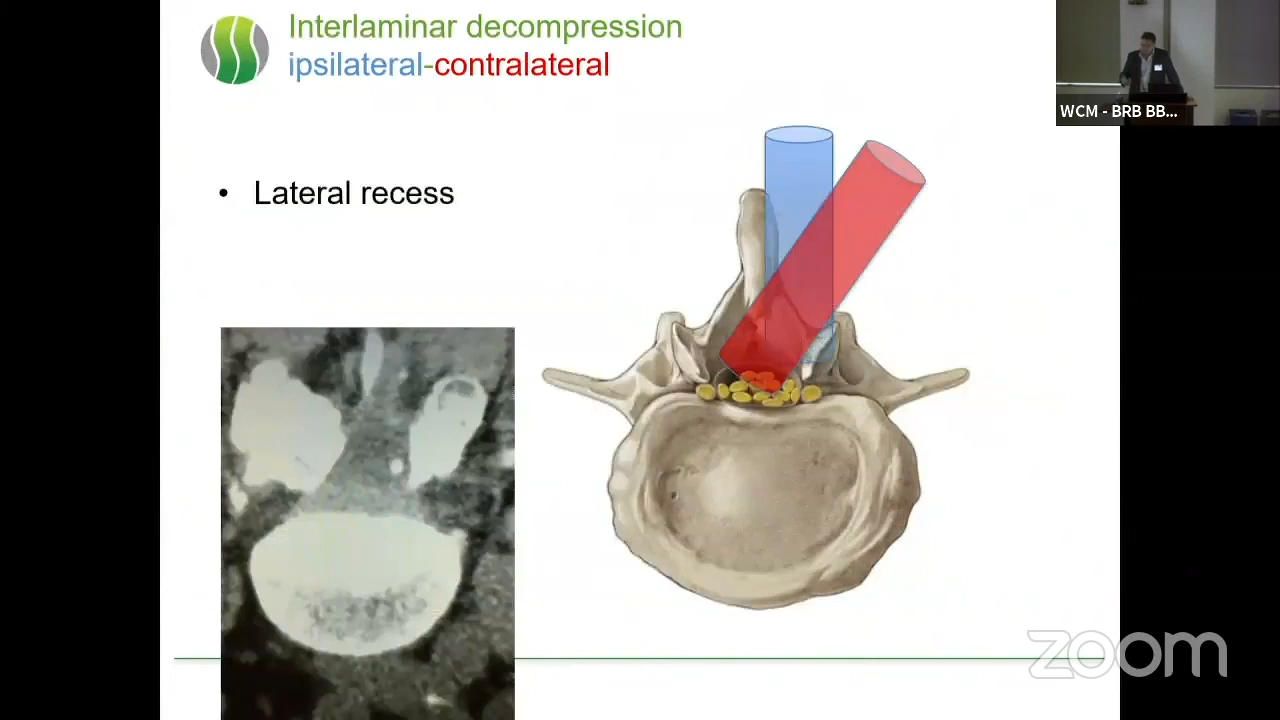 Interlaminar decompression
ipsilateral-contralateral
WCM - BRB BB...
• Lateral recess
zoom